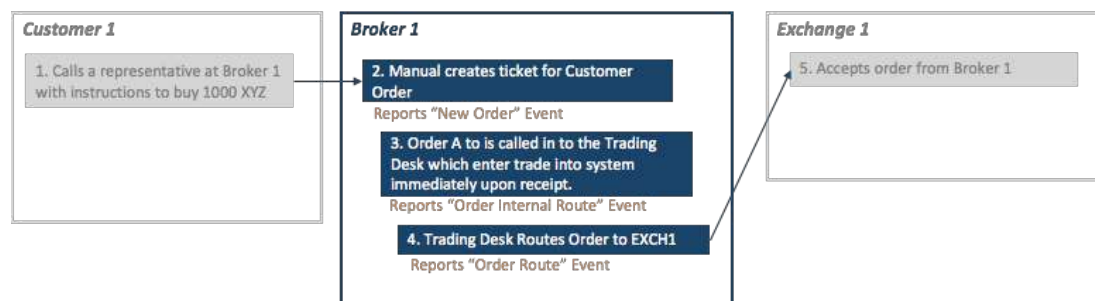 Customer 1
1. Calls a representative at Broker 1
with instructions to buy 1000 XYZ
Broker 1
2. Manual creates ticket for Customer
Order
Reports “New Order” Event
3. Order A to is called in to the Trading
Desk which enter trade into system
immediately upon receipt.
Reports “Order Internal Route” Event
4. Trading Desk Routes Order to EXCH1
Reports “Order Route” Event
Exchange 1
5. Accepts order from Broker 1